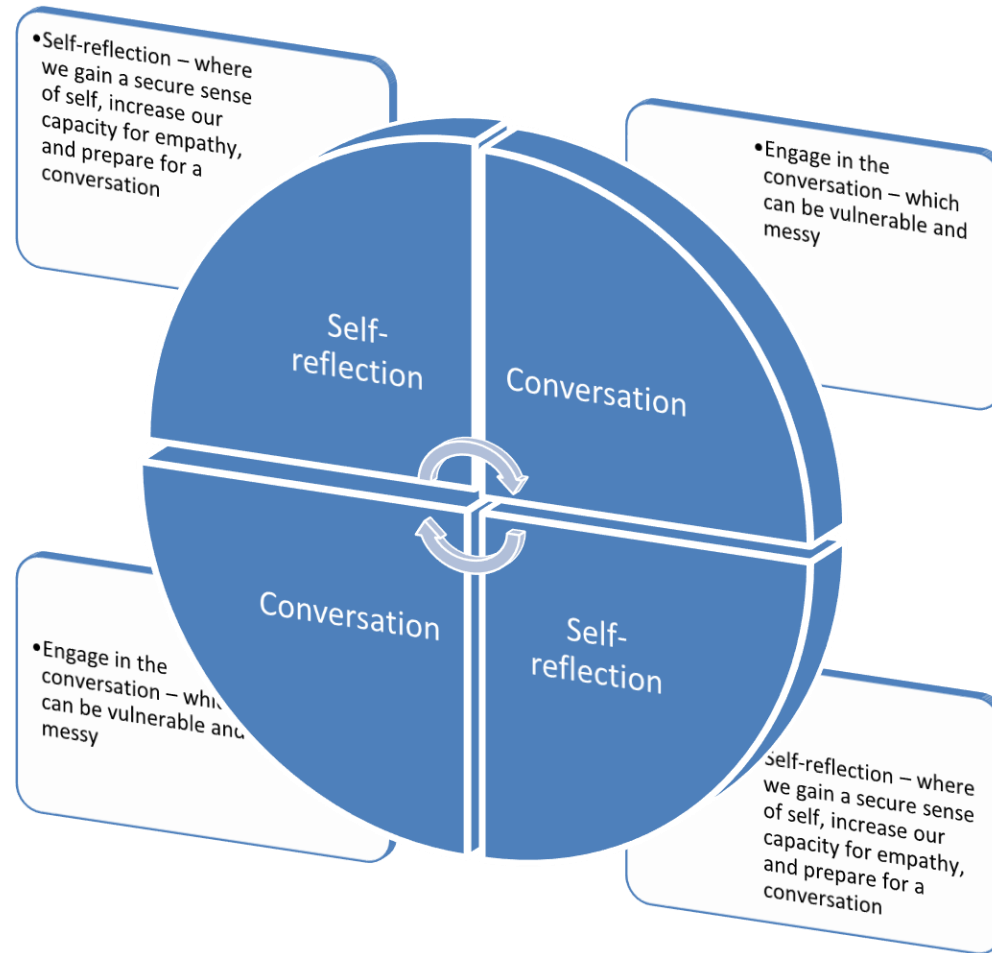 •Self-reflection – where
we gain a secure sense
of self, increase our
capacity for empathy,
and prepare for a
conversation
•Engage in the
conversation – which
can be vulnerable and
messy
Self-
reflection
Conversation
Conversation
Self-
reflection
•Engage in the
conversation –
can be vulnerable and
messy
Self-reflection – where
we gain a secure sense
of self, increase our
capacity for empathy,
and prepare for a
conversation